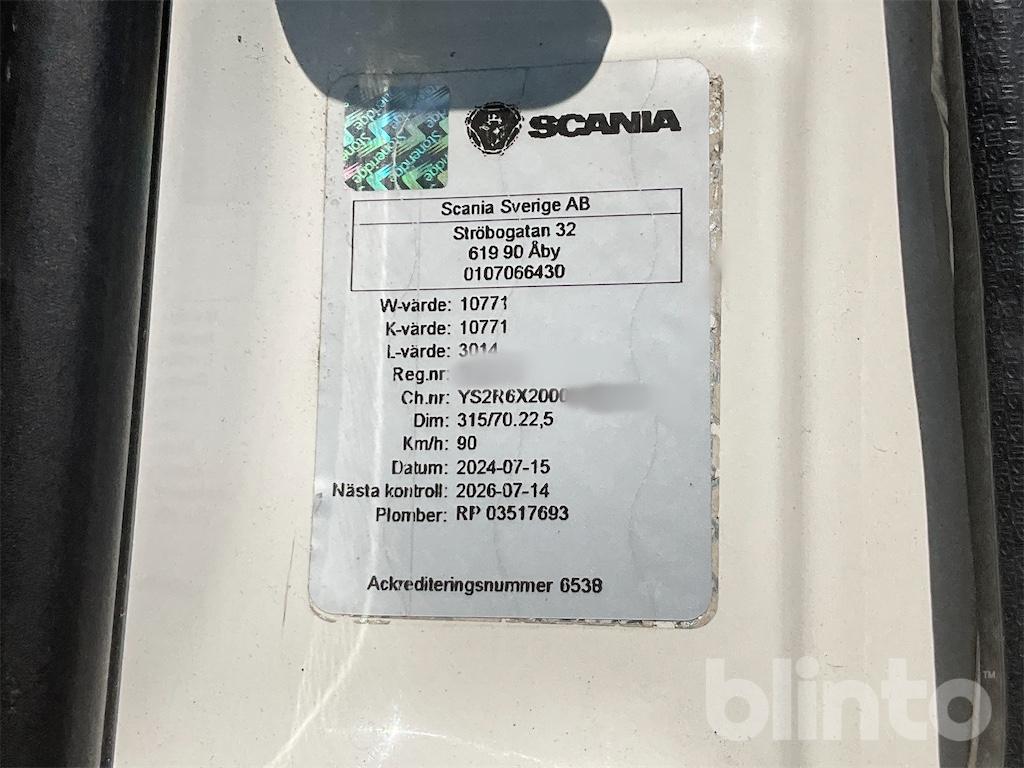 Stoneridge
SCANIA
Scania Sverige AB
Ströbogatan 32
619 90 Åby
0107066430
W-värde: 10771
K-värde: 10771
L-värde: 3014
Reg.nr:
Ch.nr: YS2R6X2000
Dim: 315/70.22,5
Km/h: 90
Datum: 2024-07-15
Nästa kontroll: 2026-07-14
Plomber: RP 03517693
Ackrediteringsnummer 6538
blinto™